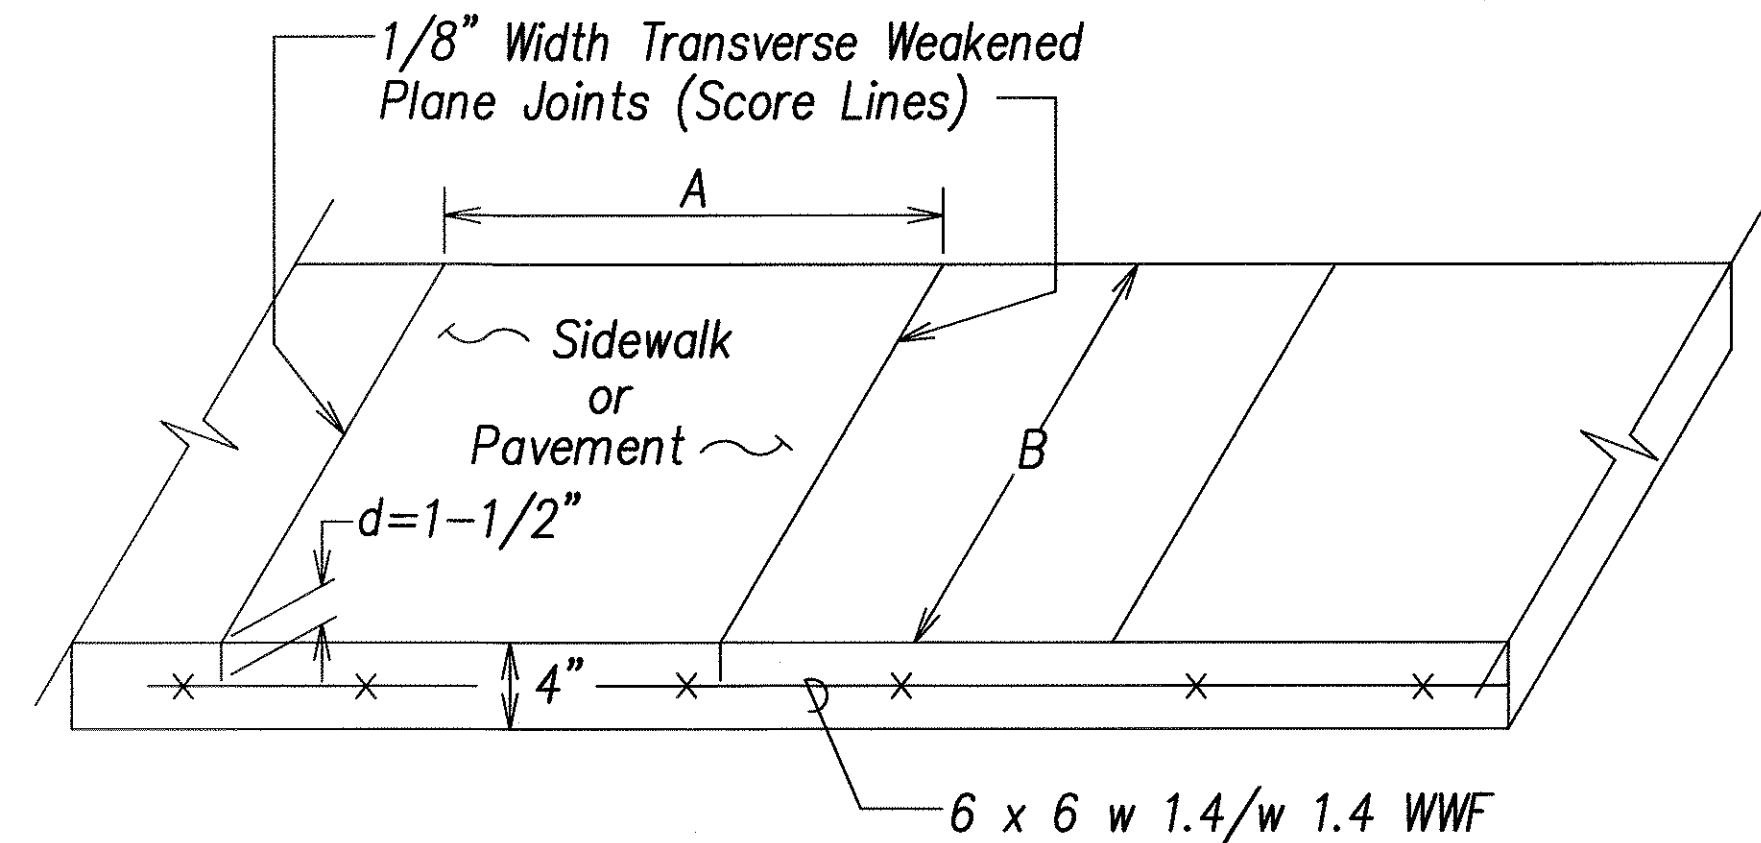 1/8" Width Transverse Weakened
Plane Joints (Score Lines)
A
Sidewalk
or
Pavement
B
d=1-1/2"
4"
6 x 6 w 1.4/w 1.4 WWF